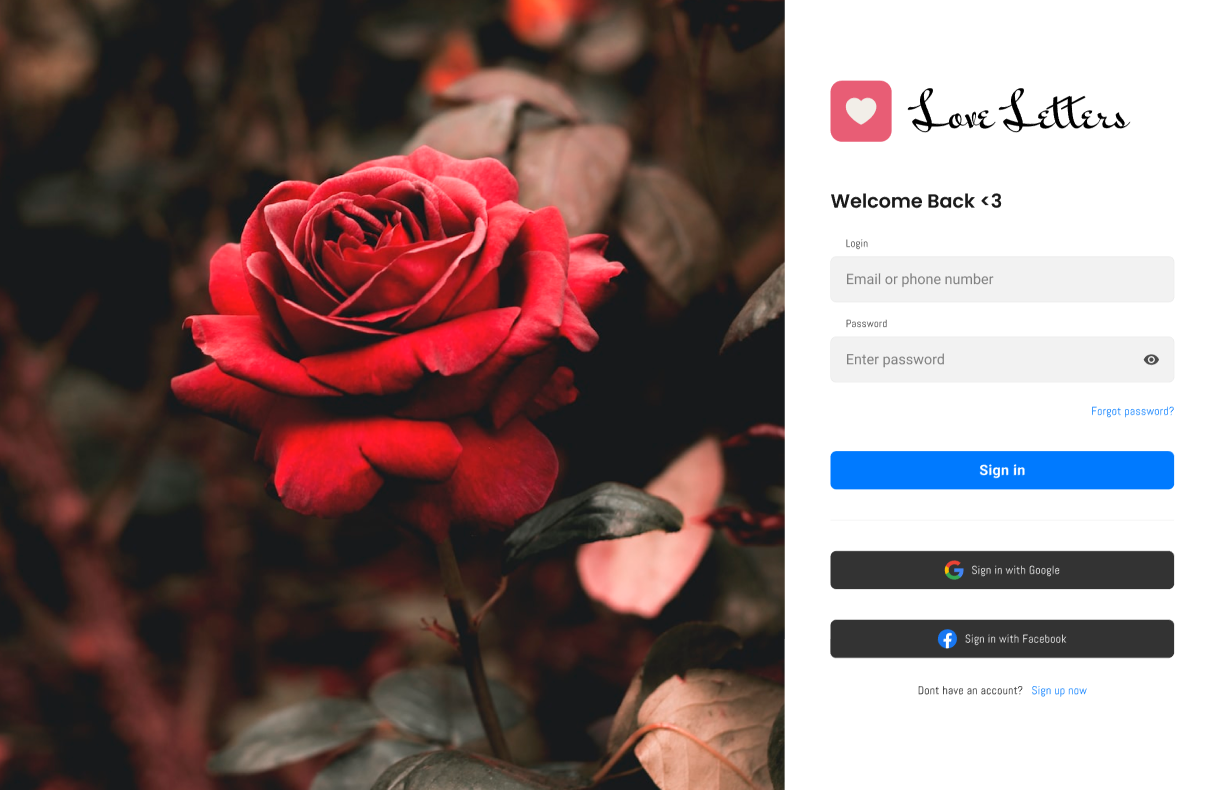 Love Letters
Welcome Back <3
Login
Email or phone number
Password
Enter password
Forgot password?
Sign in
Sign in with Google
Sign in with Facebook
Dont have an account? Sign up now